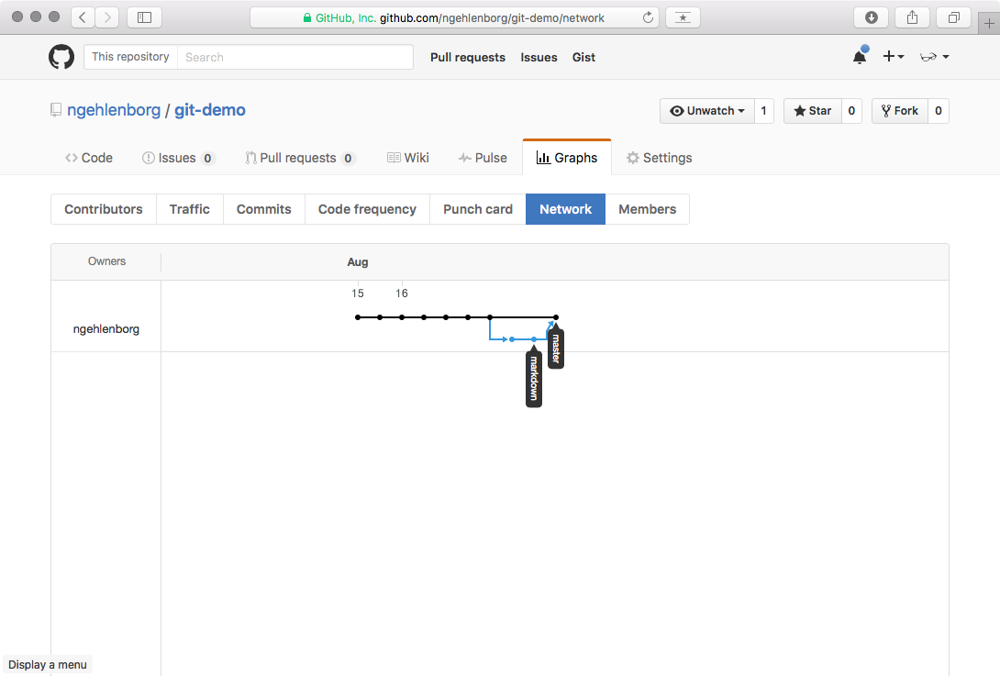 GitHub, Inc. github.com/ngehlenborg/git-demo/network
This repository Search Pull requests Issues Gist
ngehlenborg / git-demo Unwatch 1 Star 0 Fork 0
Code Issues 0 Pull requests 0 Wiki Pulse Graphs Settings
Contributors Traffic Commits Code frequency Punch card Network Members
Owners Aug
15 16
ngehlenborg
master
markdown
Display a menu